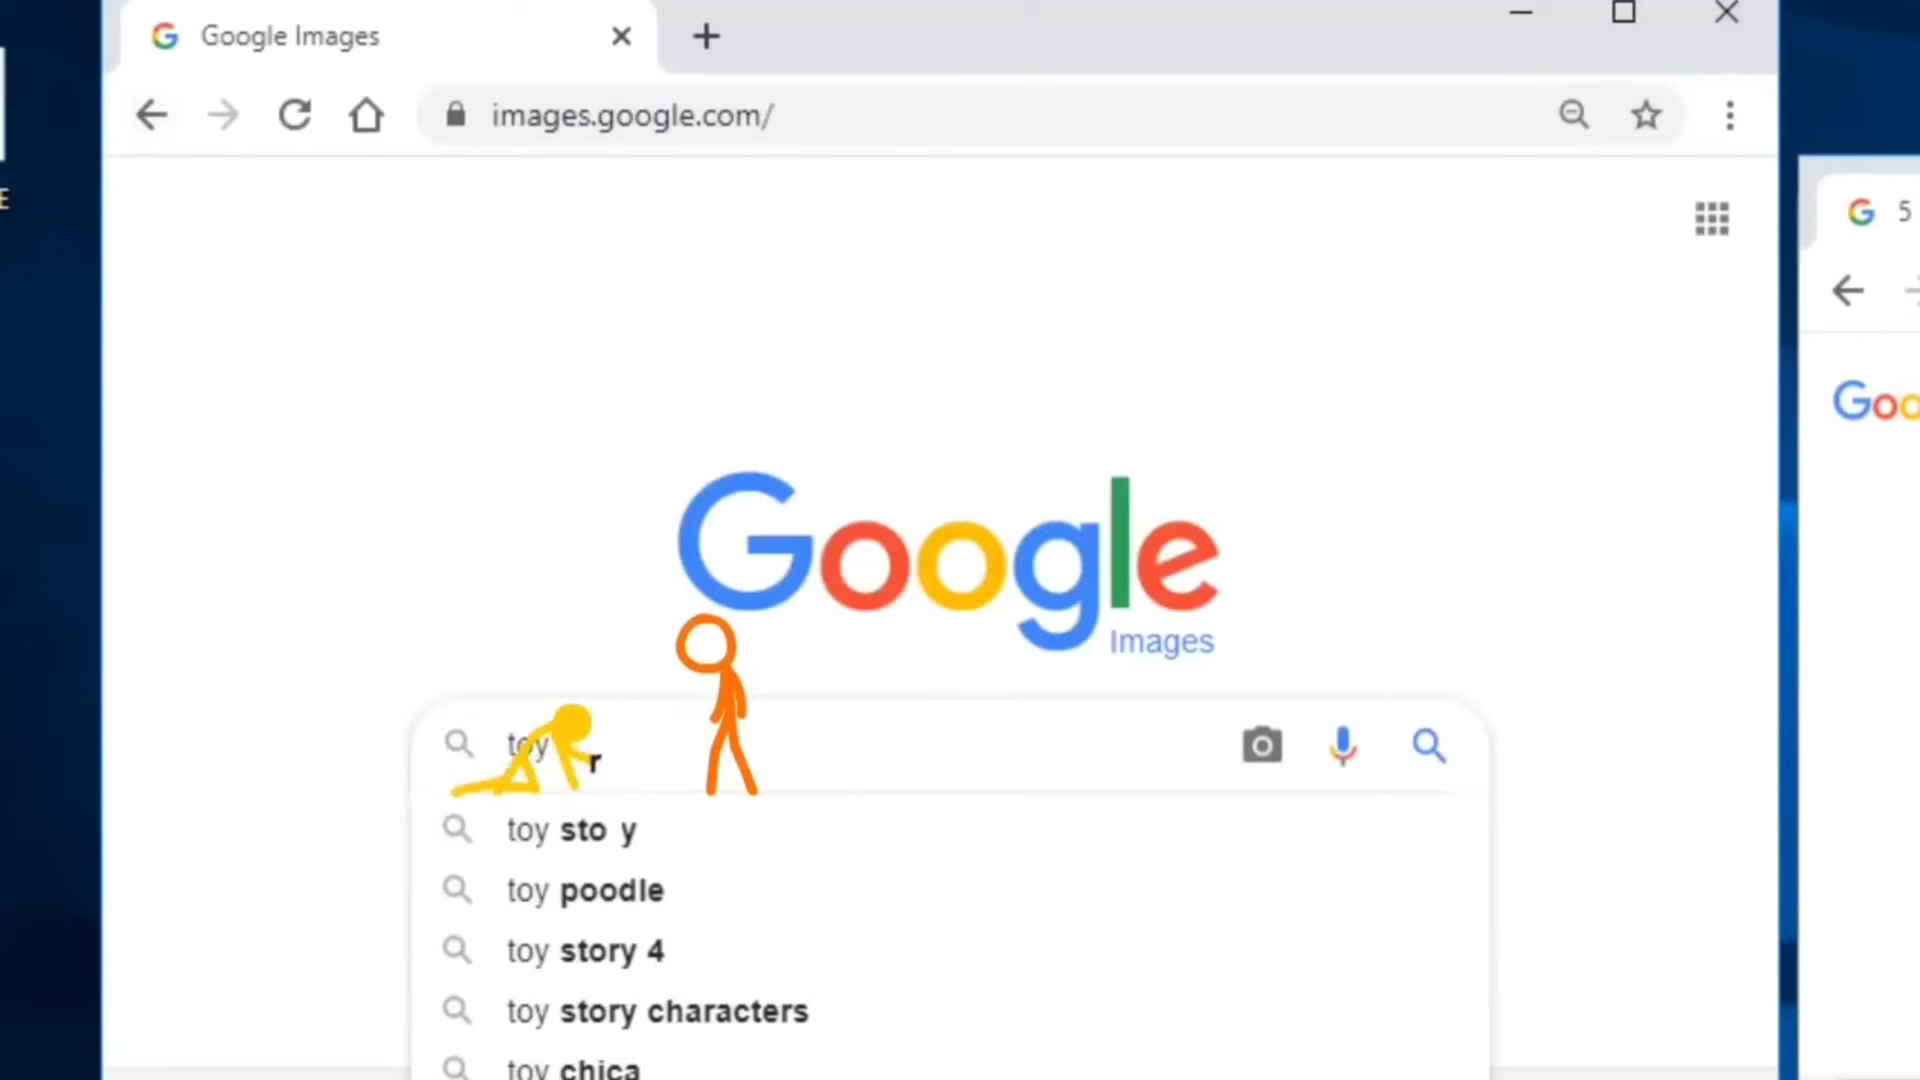 Google Images
images.google.com/
5
E
Goo
Google
Images
toy
r
toy sto y
toy poodle
toy story 4
toy story characters
toy chica